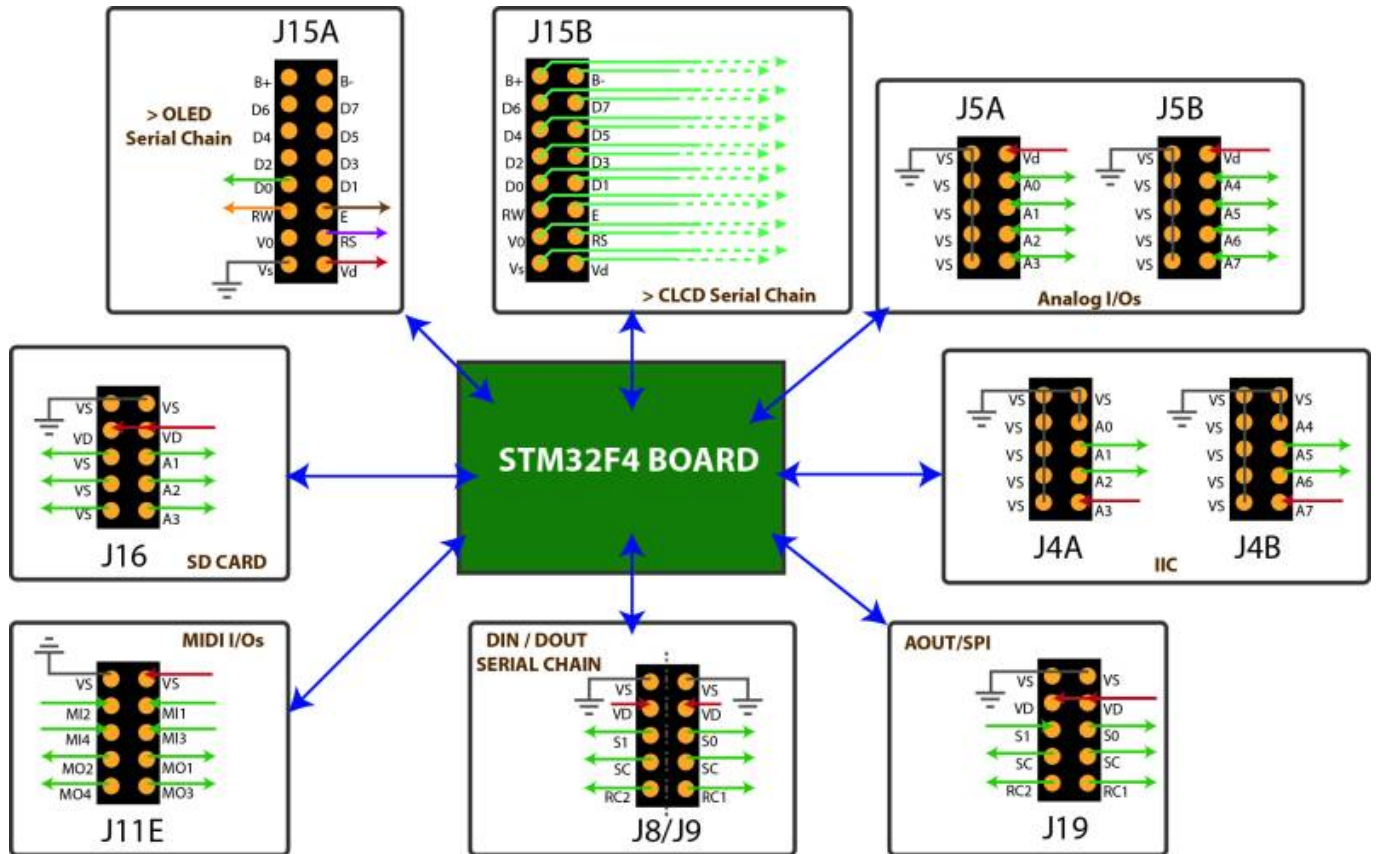 J15A
B+ B-
D6 D7
> OLED
Serial Chain
D4 D5
D2 D3
D0 D1
RW E
V0 RS
Vs Vd
J15B
B+ B-
D6 D7
D4 D5
D2 D3
D0 D1
RW E
V0 RS
Vs Vd
> CLCD Serial Chain
J5A J5B
VS Vd VS Vd
VS A0 VS A4
VS A1 VS A5
VS A2 VS A6
VS A3 VS A7
Analog I/Os
VS VS
VD VD
VS A1
VS A2
VS A3
J16
SD CARD
STM32F4 BOARD
VS VS VS VS
VS A0 VS A4
VS A1 VS A5
VS A2 VS A6
VS A3 VS A7
J4A J4B
IIC
MIDI I/Os
VS VS
MI2 MI1
MI4 MI3
MO2 MO1
MO4 MO3
J11E
DIN / DOUT
SERIAL CHAIN
VS VS
VD VD
S1 S0
SC SC
RC2 RC1
J8/J9
AOUT/SPI
VS VS
VD VD
S1 S0
SC SC
RC2 RC1
J19